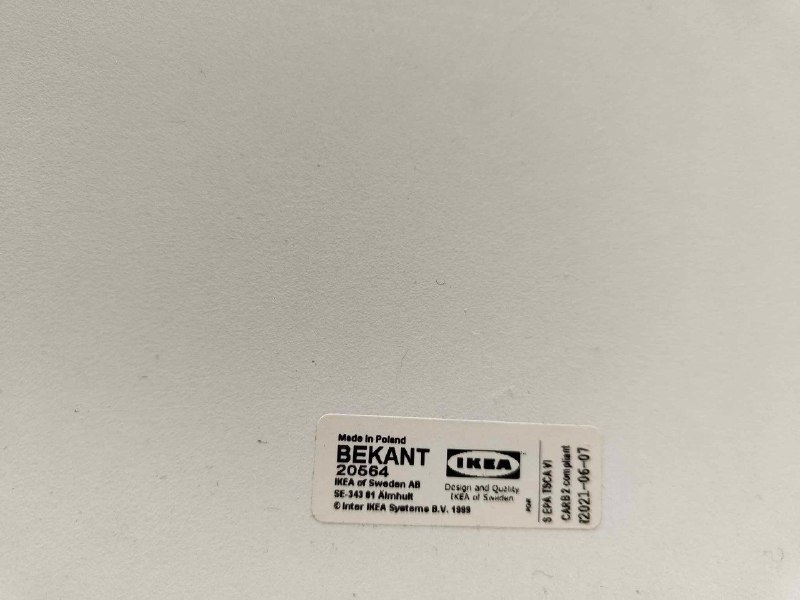 Made in Poland
BEKANT
20564
IKEA of Sweden AB
SE-343 81 Älmhult
© Inter IKEA Systems B.V. 1999
IKEA
Design and Quality
IKEA of Sweden
S EPA TSCA VI
CARB2 compliant
2021-06-07